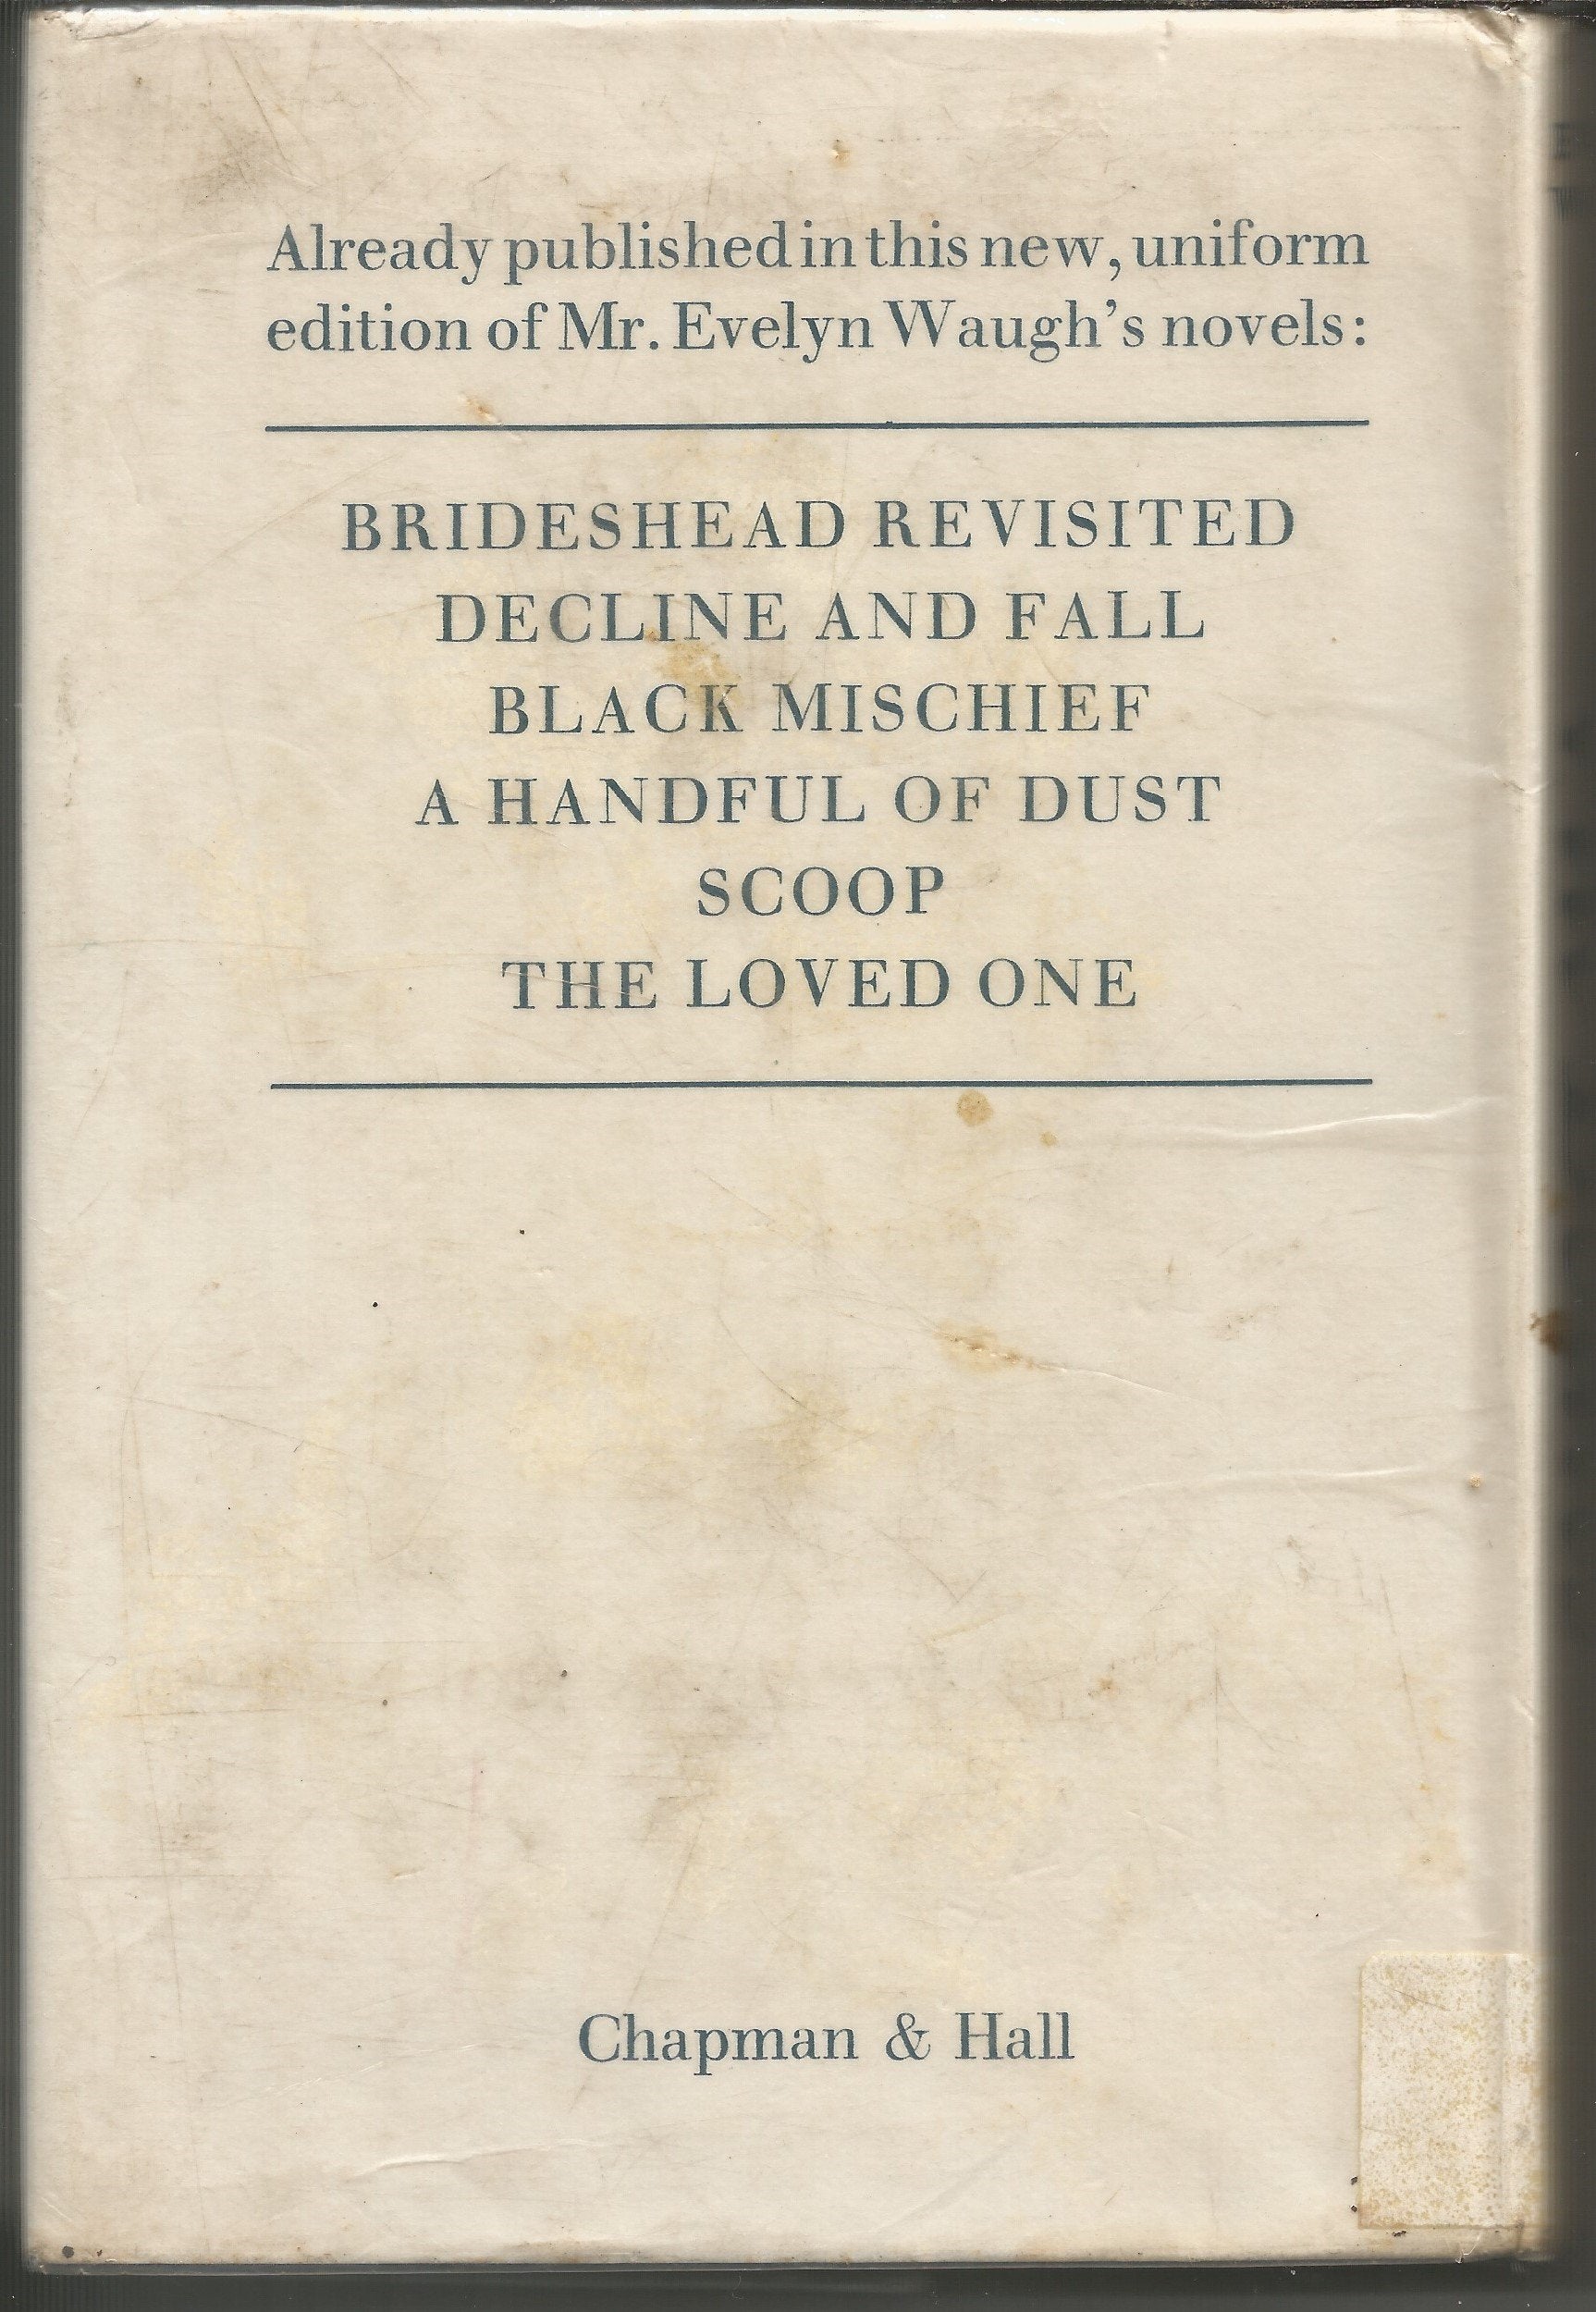 Already published in this new, uniform
edition of Mr. Evelyn Waugh's novels:
BRIDESHEAD REVISITED
DECLINE AND FALL
BLACK MISCHIEF
A HANDFUL OF DUST
SCOOP
THE LOVED ONE
Chapman & Hall